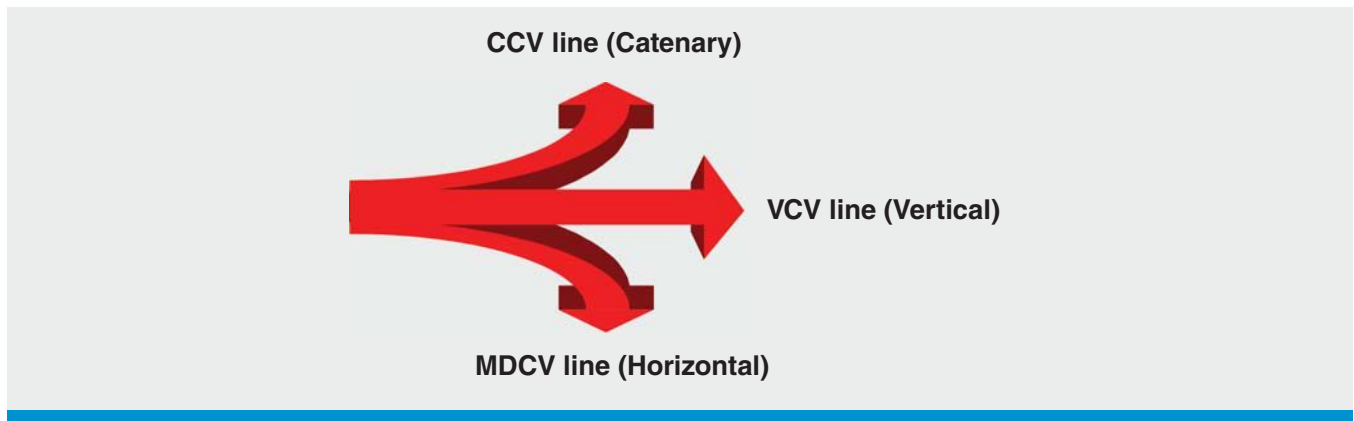 CCV line (Catenary)
VCV line (Vertical)
MDCV line (Horizontal)